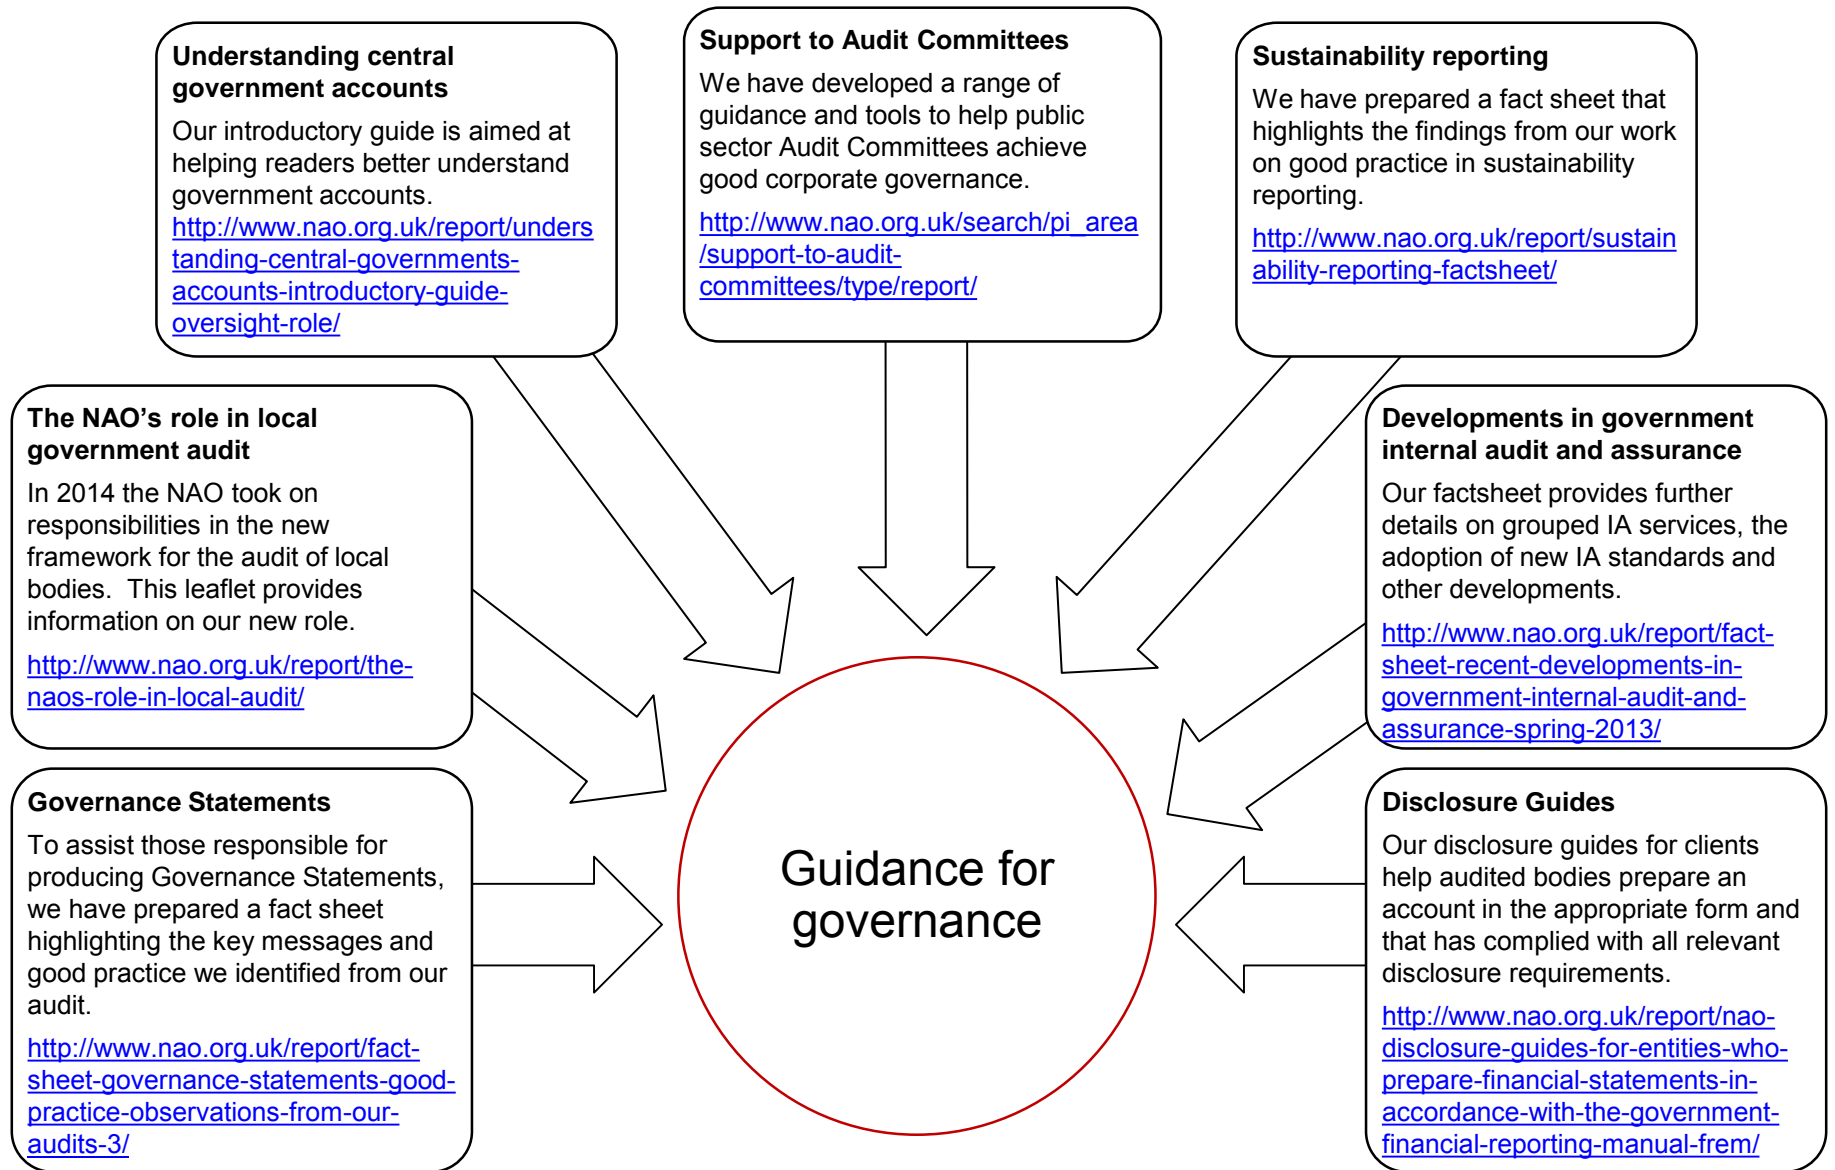 Understanding central
government accounts
Our introductory guide is aimed at
helping readers better understand
government accounts.
http://www.nao.org.uk/report/unders
tanding-central-governments-
accounts-introductory-guide-
oversight-role/
Support to Audit Committees
We have developed a range of
guidance and tools to help public
sector Audit Committees achieve
good corporate governance.
http://www.nao.org.uk/search/pi_area
/support-to-audit-
committees/type/report/
Sustainability reporting
We have prepared a fact sheet that
highlights the findings from our work
on good practice in sustainability
reporting.
http://www.nao.org.uk/report/sustain
ability-reporting-factsheet/
The NAO’s role in local
government audit
In 2014 the NAO took on
responsibilities in the new
framework for the audit of local
bodies.  This leaflet provides
information on our new role.
http://www.nao.org.uk/report/the-
naos-role-in-local-audit/
Developments in government
internal audit and assurance
Our factsheet provides further
details on grouped IA services, the
adoption of new IA standards and
other developments.
http://www.nao.org.uk/report/fact-
sheet-recent-developments-in-
government-internal-audit-and-
assurance-spring-2013/
Governance Statements
To assist those responsible for
producing Governance Statements,
we have prepared a fact sheet
highlighting the key messages and
good practice we identified from our
audit.
http://www.nao.org.uk/report/fact-
sheet-governance-statements-good-
practice-observations-from-our-
audits-3/
Guidance for
governance
Disclosure Guides
Our disclosure guides for clients
help audited bodies prepare an
account in the appropriate form and
that has complied with all relevant
disclosure requirements.
http://www.nao.org.uk/report/nao-
disclosure-guides-for-entities-who-
prepare-financial-statements-in-
accordance-with-the-government-
financial-reporting-manual-frem/